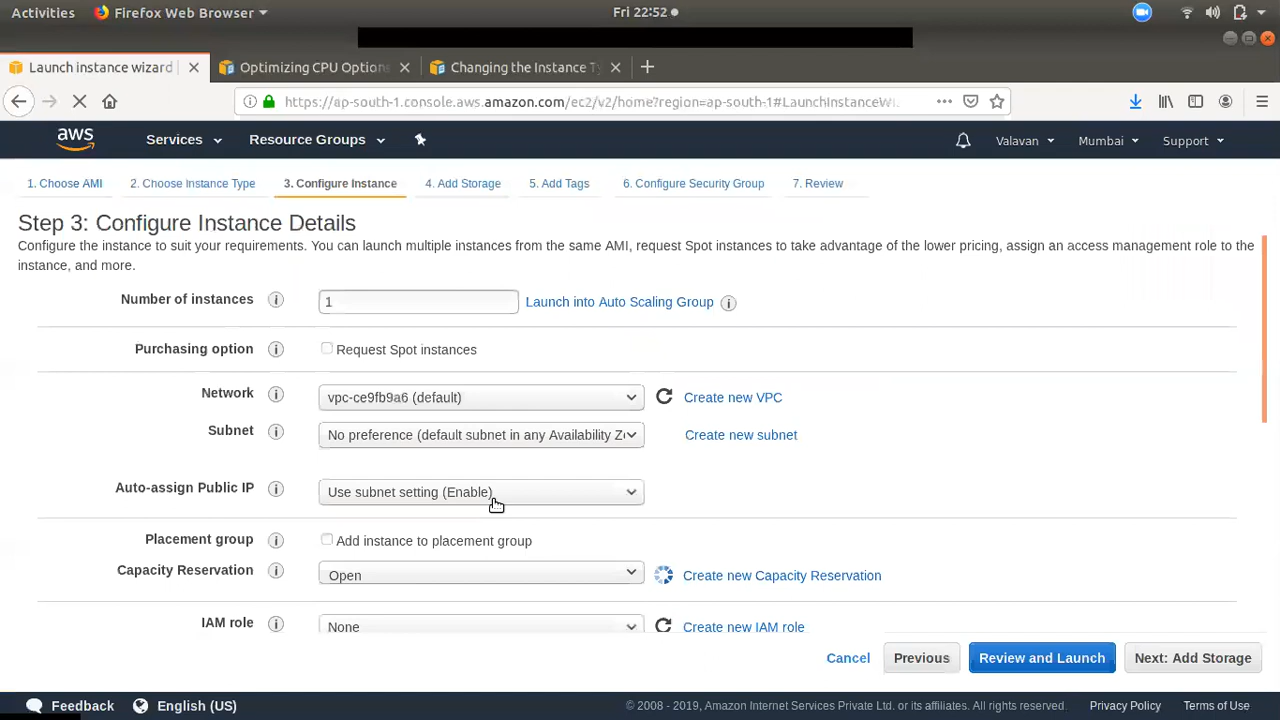 Activities Firefox Web Browser Fri 22:52
Launch instance wizard Optimizing CPU Option Changing the Instance Ty
https://ap-south-1.console.aws.amazon.com/ec2/v2/home?region=ap-south-1#LaunchInstanceWi
aws Services Resource Groups Valavan Mumbai Support
1. Choose AMI 2. Choose Instance Type 3. Configure Instance 4. Add Storage 5. Add Tags 6. Configure Security Group 7. Review
Step 3: Configure Instance Details
Configure the instance to suit your requirements. You can launch multiple instances from the same AMI, request Spot instances to take advantage of the lower pricing, assign an access management role to the
instance, and more.
Number of instances 1 Launch into Auto Scaling Group
Purchasing option Request Spot instances
Network vpc-ce9fb9a6 (default) Create new VPC
Subnet No preference (default subnet in any Availability Zo Create new subnet
Auto-assign Public IP Use subnet setting (Enable)
Placement group Add instance to placement group
Capacity Reservation Open Create new Capacity Reservation
IAM role None Create new IAM role
Cancel Previous Review and Launch Next: Add Storage
Feedback English (US) © 2008 - 2019, Amazon Internet Services Private Ltd. or its affiliates. All rights reserved. Privacy Policy Terms of Use